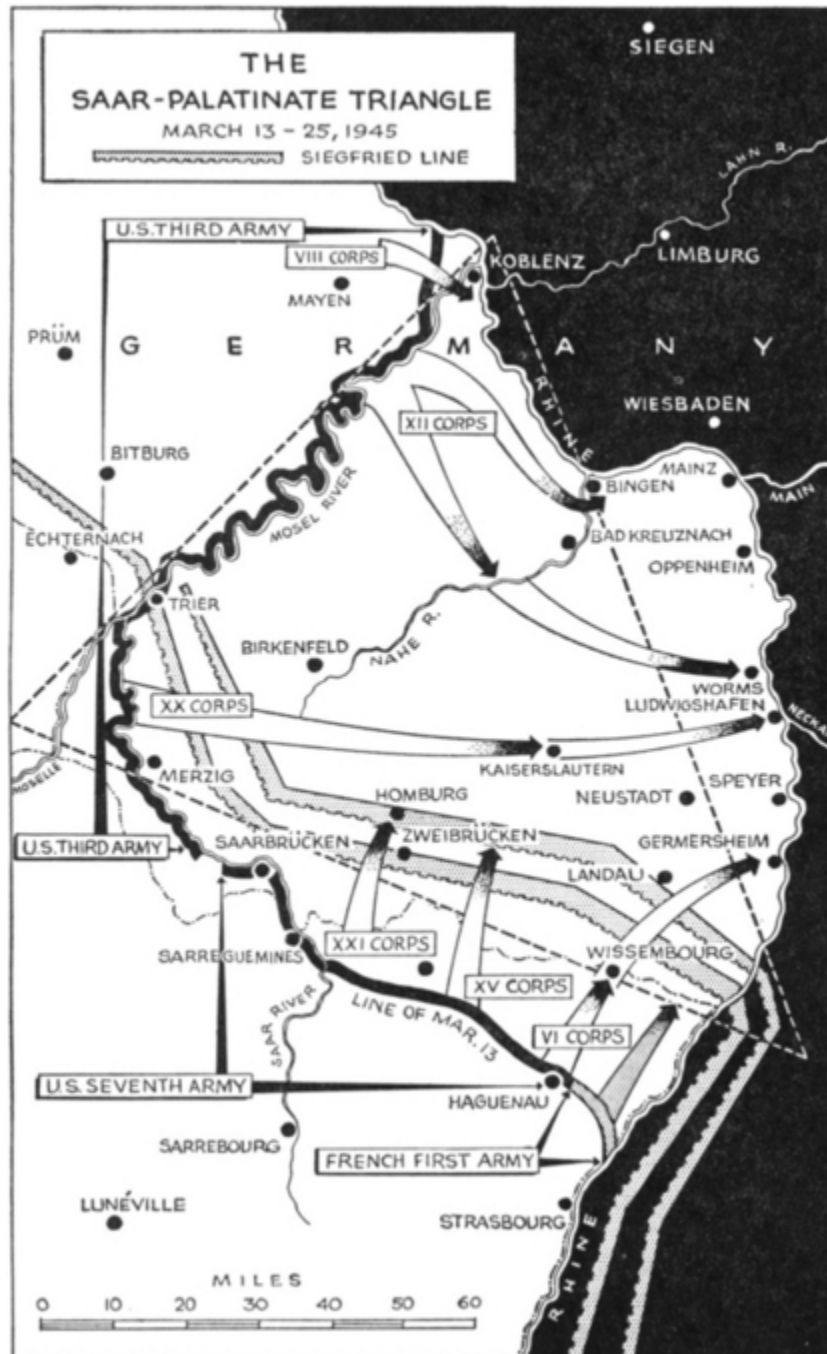 THE
SAAR-PALATINATE TRIANGLE
MARCH 13-25, 1945
SIEGFRIED LINE
SIEGEN
LAHN R.
U.S. THIRD ARMY
VIII CORPS
KOBLENZ
LIMBURG
MAYEN
PRÜM
GERMANY
RHINE
WIESBADEN
XII CORPS
BITBURG
MAINZ
MAIN
BINGEN
MOSEL RIVER
ECHTERNACH
BAD KREUZNACH
OPPENHEIM
TRIER
BIRKENFELD
NAHE R.
WORMS
XX CORPS
LUDWIGSHAFEN
NECKA
MOSELLE
MERZIG
KAISERSLAUTERN
HOMBURG
NEUSTADT
SPEYER
U.S. THIRD ARMY
SAARBRÜCKEN
ZWEIBRÜCKEN
GERMERSHEIM
LANDAU
XXI CORPS
SARREGUEMINES
WISSEMBOURG
XV CORPS
LINE OF MAR. 13
SAAR RIVER
VI CORPS
U.S. SEVENTH ARMY
HAGUENAU
SARREBOURG
FRENCH FIRST ARMY
LUNÉVILLE
STRASBOURG
RHINE
MILES
0 10 20 30 40 50 60